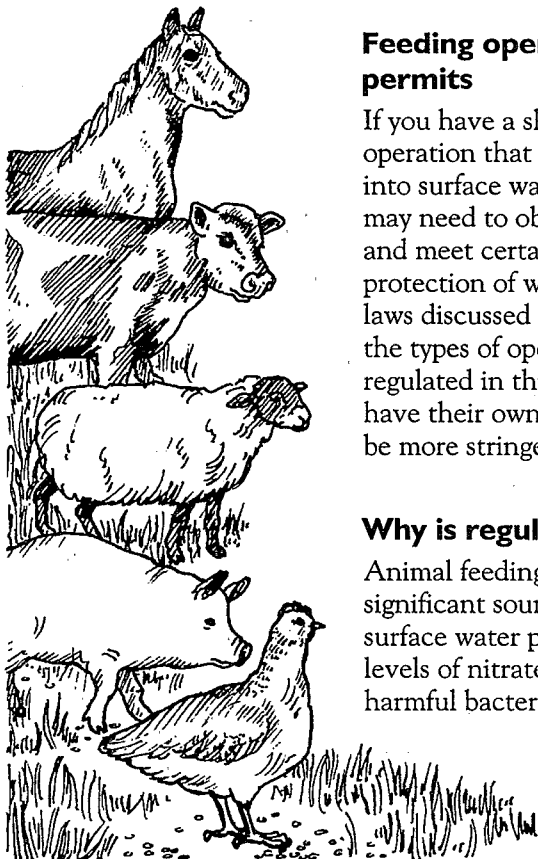 Feeding oper
permits
If you have a sl
operation that
into surface wa
may need to ob
and meet certa
protection of w
laws discussed
the types of ope
regulated in th
have their own
be more stringe
Why is regul
Animal feeding
significant sour
surface water p
levels of nitrate
harmful bacter